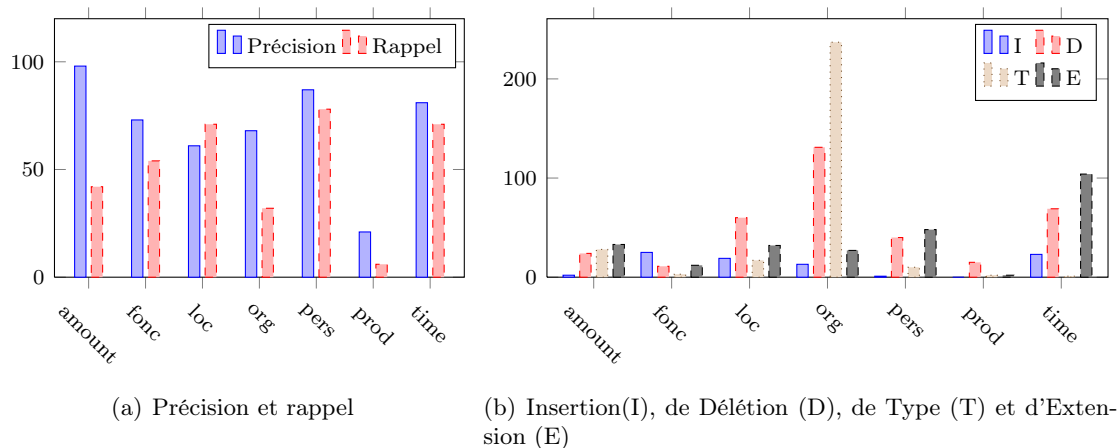 Précision
Rappel
100
50
0
amount
fonc
loc
org
pers
prod
time
(a) Précision et rappel
I
D
T
E
200
100
0
amount
fonc
loc
org
pers
prod
time
(b) Insertion(I), de Délétion (D), de Type (T) et d'Exten-
sion (E)